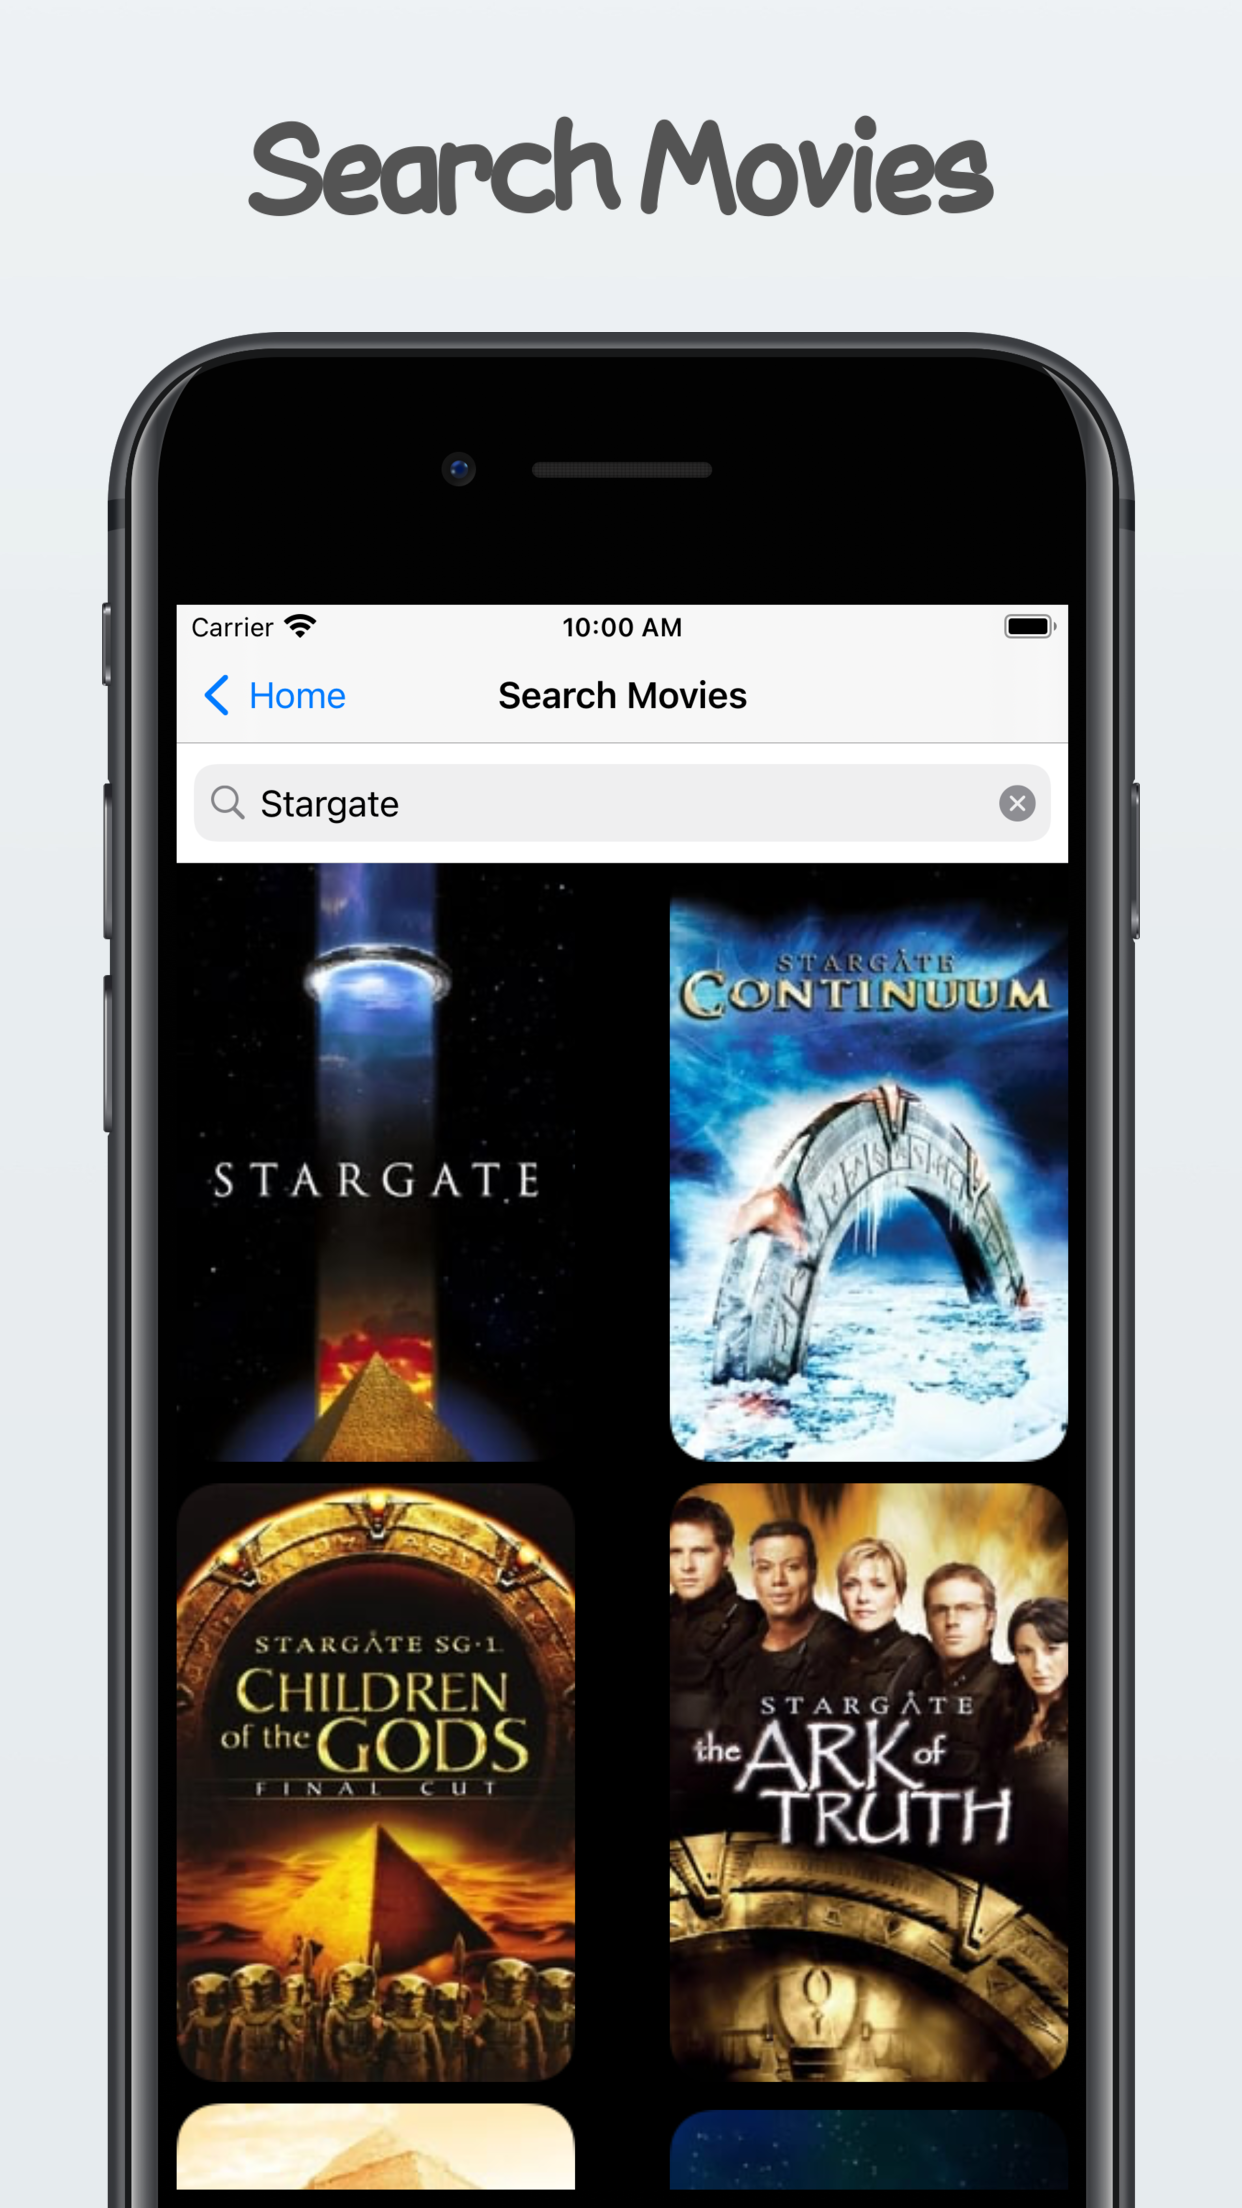 Search Movies
Carrier
10:00 AM
Home
Search Movies
Stargate
STARGATE
STARGATE
CONTINUUM
STARGATE SG·1
CHILDREN
of the GODS
FINAL CUT
STARGATE
the ARK of
TRUTH